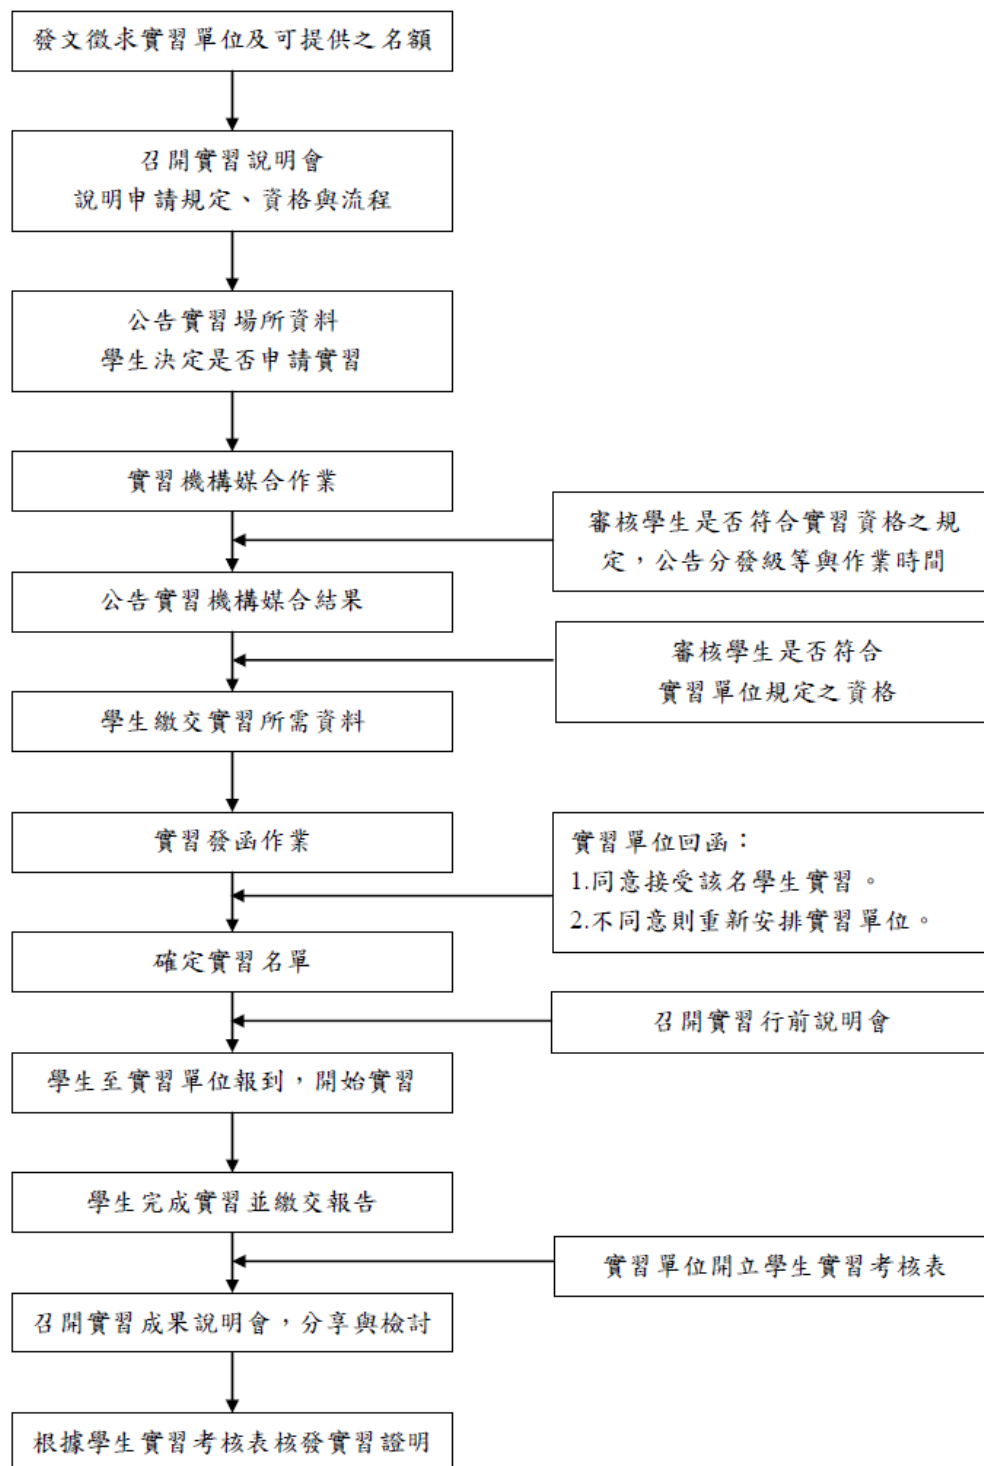 發文徵求實習單位及可提供之名額
召開實習說明會
說明申請規定、資格與流程
公告實習場所資料
學生決定是否申請實習
實習機構媒合作業
審核學生是否符合實習資格之規
定，公告分發級等與作業時間
公告實習機構媒合結果
審核學生是否符合
實習單位規定之資格
學生繳交實習所需資料
實習發函作業
實習單位回函：
1.同意接受該名學生實習。
2.不同意則重新安排實習單位。
確定實習名單
召開實習行前說明會
學生至實習單位報到，開始實習
學生完成實習並繳交報告
實習單位開立學生實習考核表
召開實習成果說明會，分享與檢討
根據學生實習考核表核發實習證明